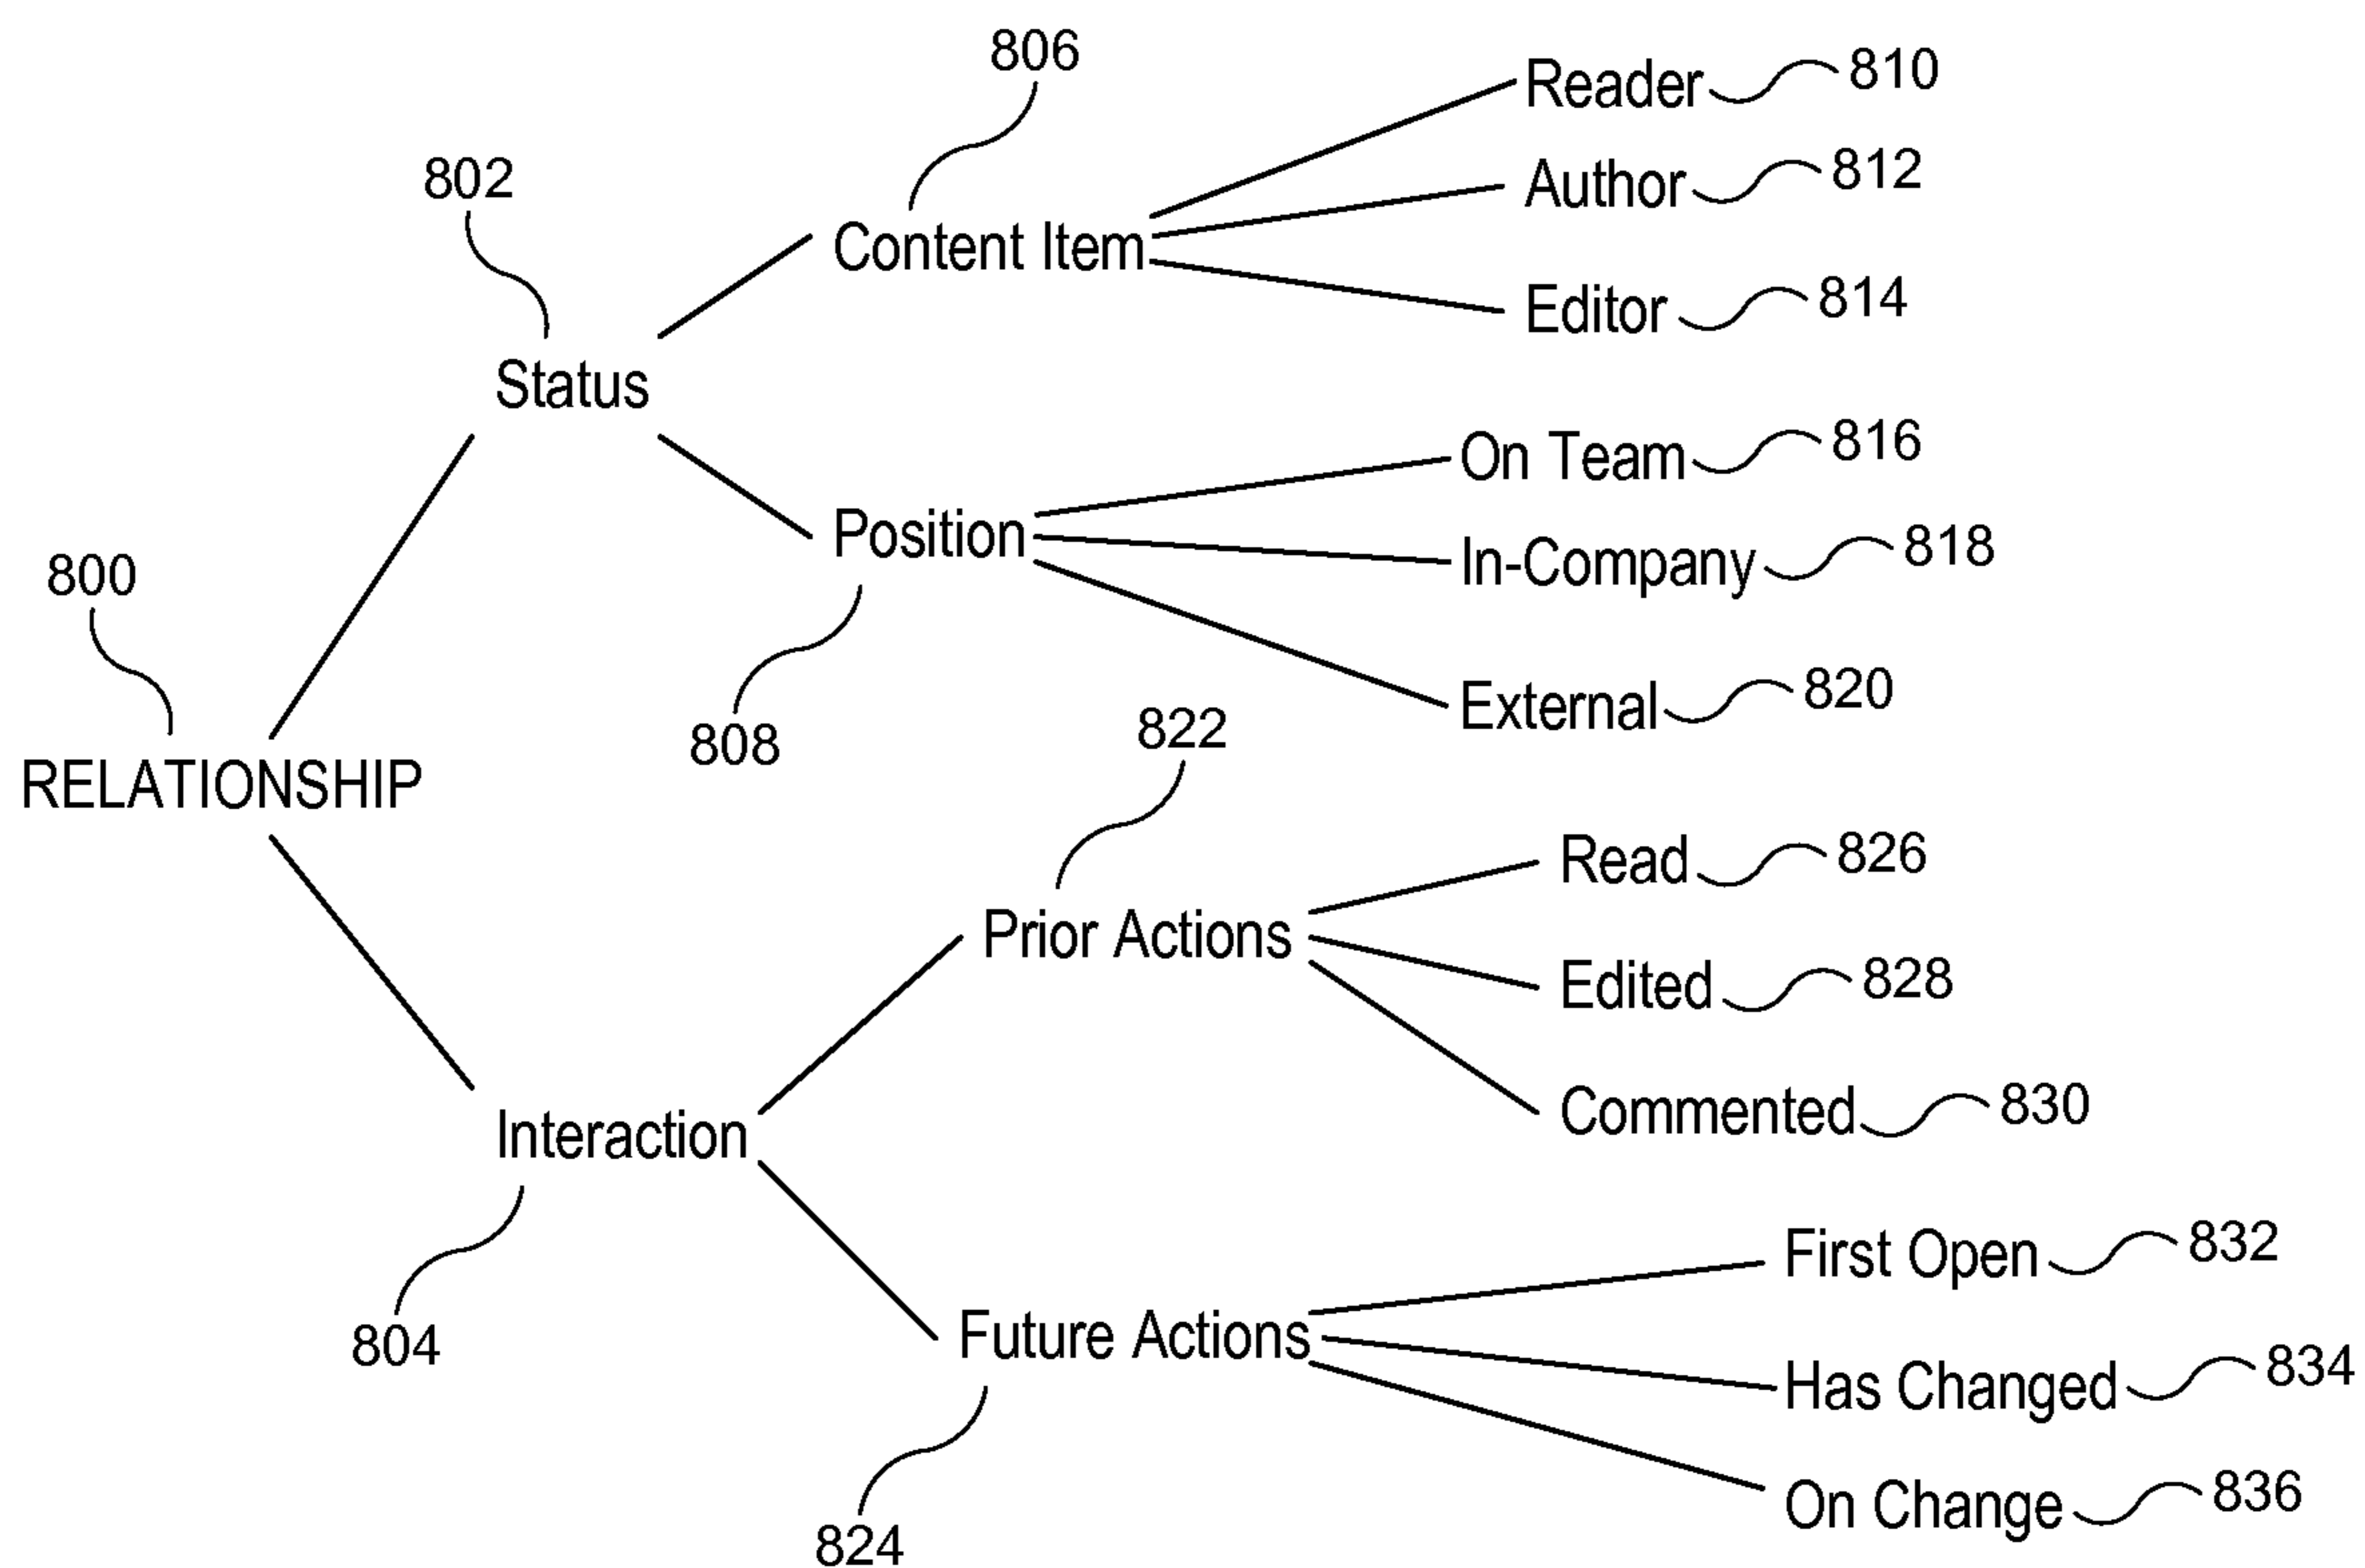 806
Reader 810
802
Author 812
Content Item
Editor 814
Status
On Team 816
Position
In-Company 818
800
External 820
808
822
RELATIONSHIP
Read 826
Prior Actions
Edited 828
Commented 830
Interaction
First Open 832
804
Future Actions
Has Changed 834
On Change 836
824